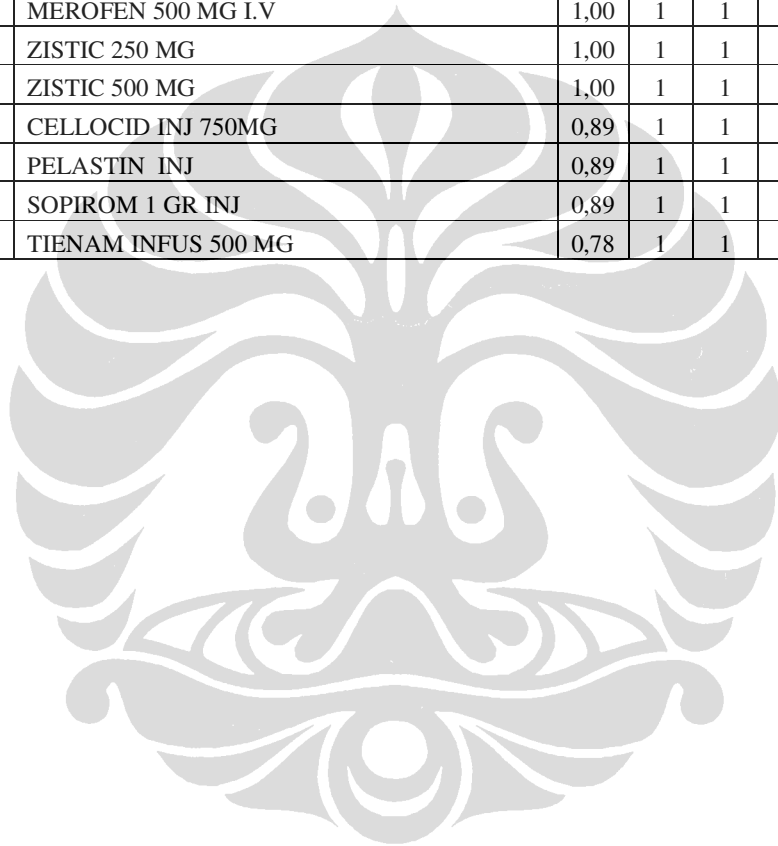 MEROFEN 500 MG I.V 1,00 1 1
ZISTIC 250 MG 1,00 1 1
ZISTIC 500 MG 1,00 1 1
CELLOCID INJ 750MG 0,89 1 1
PELASTIN INJ 0,89 1 1
SOPIROM 1 GR INJ 0,89 1 1
TIENAM INFUS 500 MG 0,78 1 1